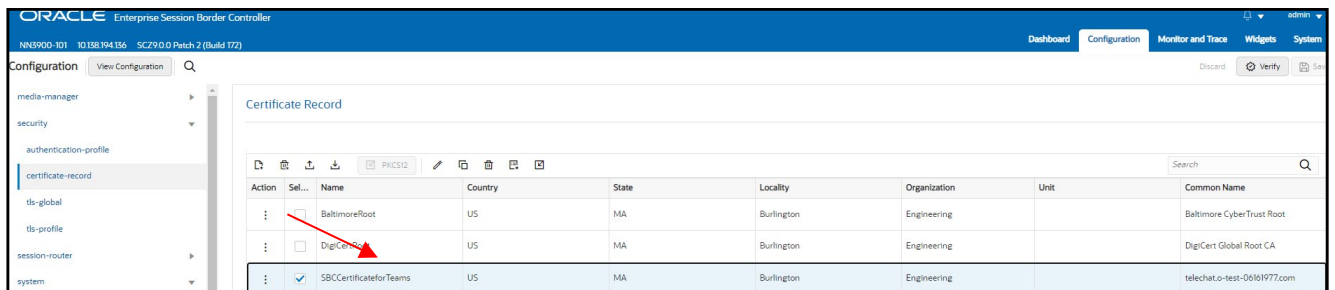 ORACLE Enterprise Session Border Controller
admin
NN3900-101 10.138.194.136 SCZ9.0.0 Patch 2 (Build 172)
Dashboard Configuration Monitor and Trace Widgets System
Configuration View Configuration
Discard Verify
media-manager
security
authentication-profile
certificate-record
tls-global
tls-profile
session-router
system
Certificate Record
PKCS12
Search
Action Sel... Name Country State Locality Organization Unit Common Name
BaltimoreRoot US MA Burlington Engineering Baltimore CyberTrust Root
DigiCertRoot US MA Burlington Engineering DigiCert Global Root CA
SBCCertificateforTeams US MA Burlington Engineering telechat.o-test-06161977.com